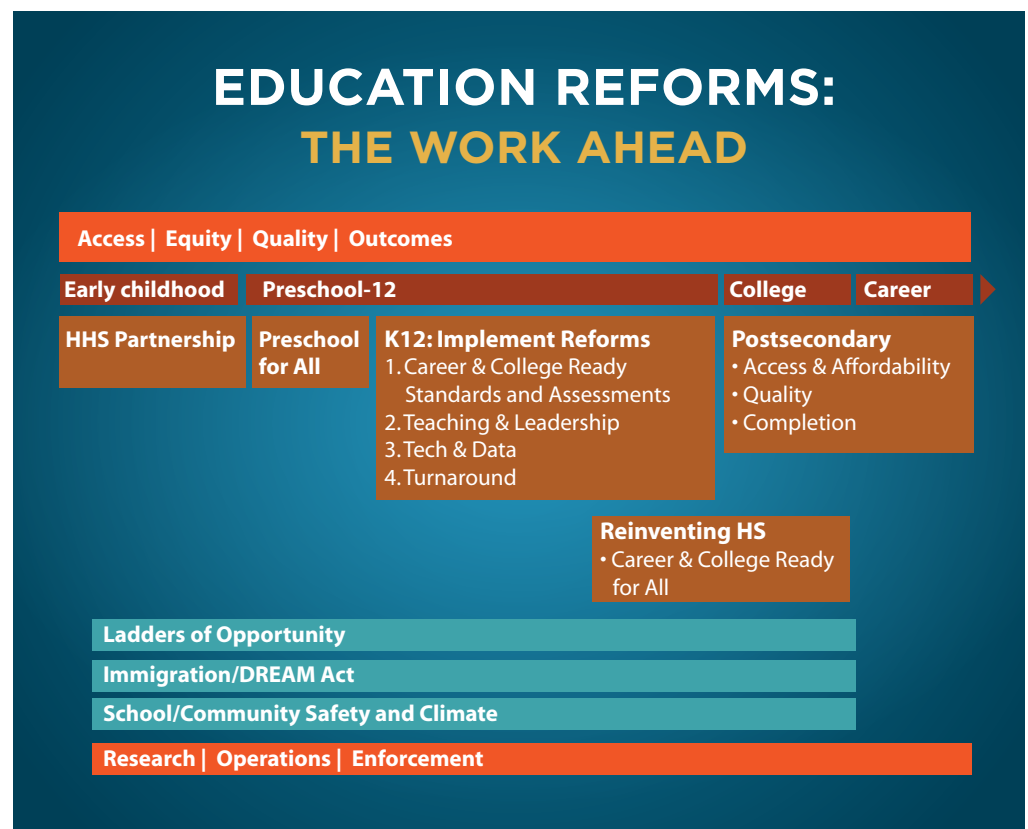 EDUCATION REFORMS:
THE WORK AHEAD
Access | Equity | Quality | Outcomes
Early childhood
Preschool-12
College
Career
HHS Partnership
Preschool
for All
K12: Implement Reforms
1. Career & College Ready
Standards and Assessments
2. Teaching & Leadership
3. Tech & Data
4. Turnaround
Postsecondary
• Access & Affordability
• Quality
• Completion
Reinventing HS
• Career & College Ready
for All
Ladders of Opportunity
Immigration/DREAM Act
School/Community Safety and Climate
Research | Operations | Enforcement